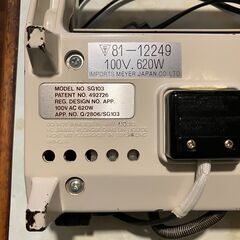 81-12249
100V. 620W
IMPORTS MEYER JAPAN CO. LTD.
MODEL NO. SG103
PATENT NO. 492726
REG. DESIGN NO. APP.
100V AC 620W
APP. NO. Q/2806/SG103